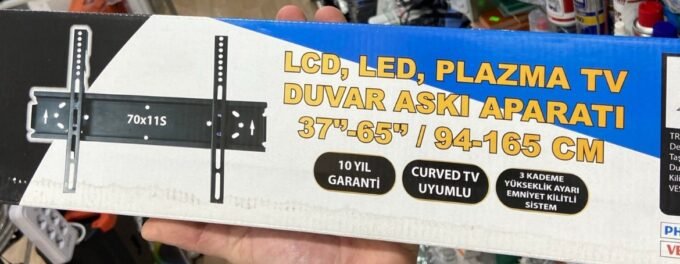 70x11S
LCD, LED, PLAZMA TV
DUVAR ASKI APARATI
37”-65” / 94-165 CM
10 YIL
GARANTİ
CURVED TV
UYUMLU
3 KADEME
YÜKSEKLİK AYARI
EMNİYET KİLİTLİ
SİSTEM